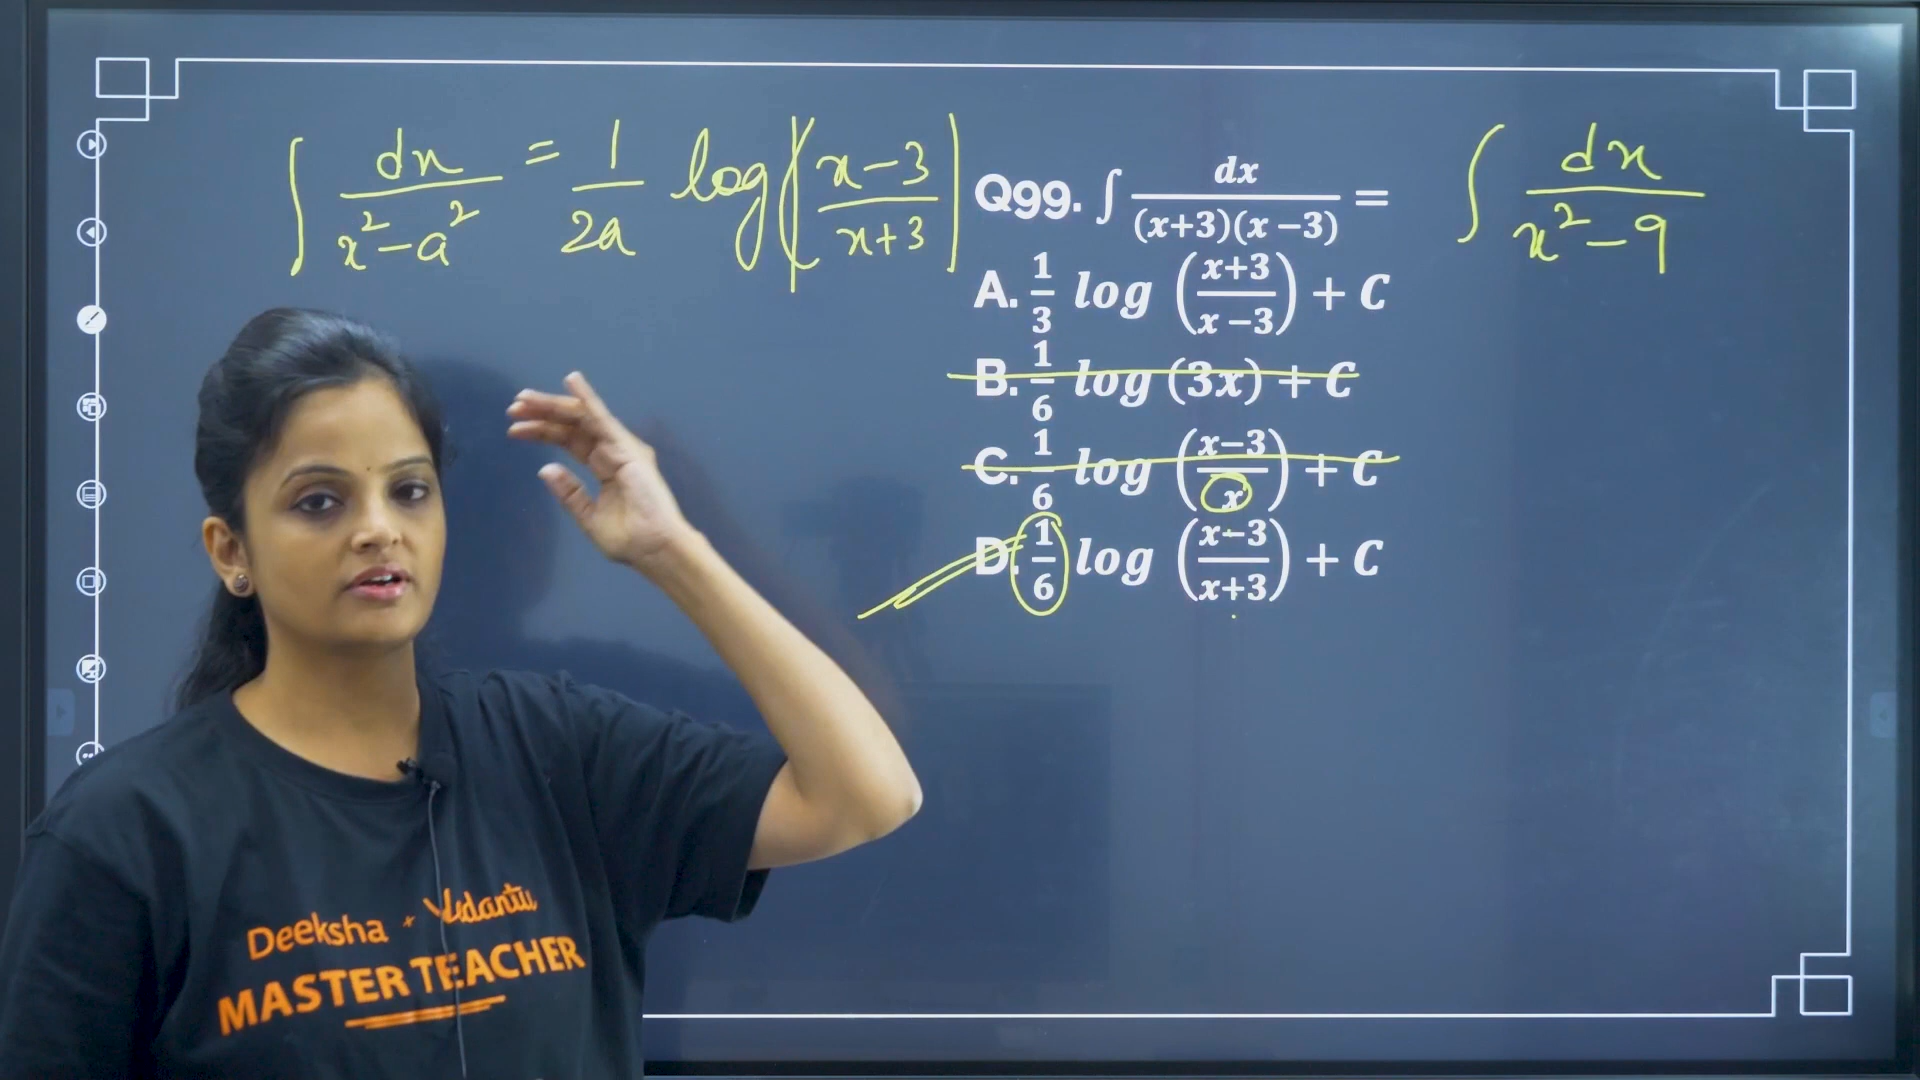 ∫ dx/(x²-a²) = 1/2a log |(x-3)/(x+3)|
Q99. ∫ dx/((x+3)(x-3)) =
∫ dx/(x²-9)
A. 1/3 log ((x+3)/(x-3)) + C
B. 1/6 log (3x) + C
C. 1/6 log ((x-3)/x) + C
D. 1/6 log ((x-3)/(x+3)) + C
Deeksha x Vedantu
MASTER TEACHER